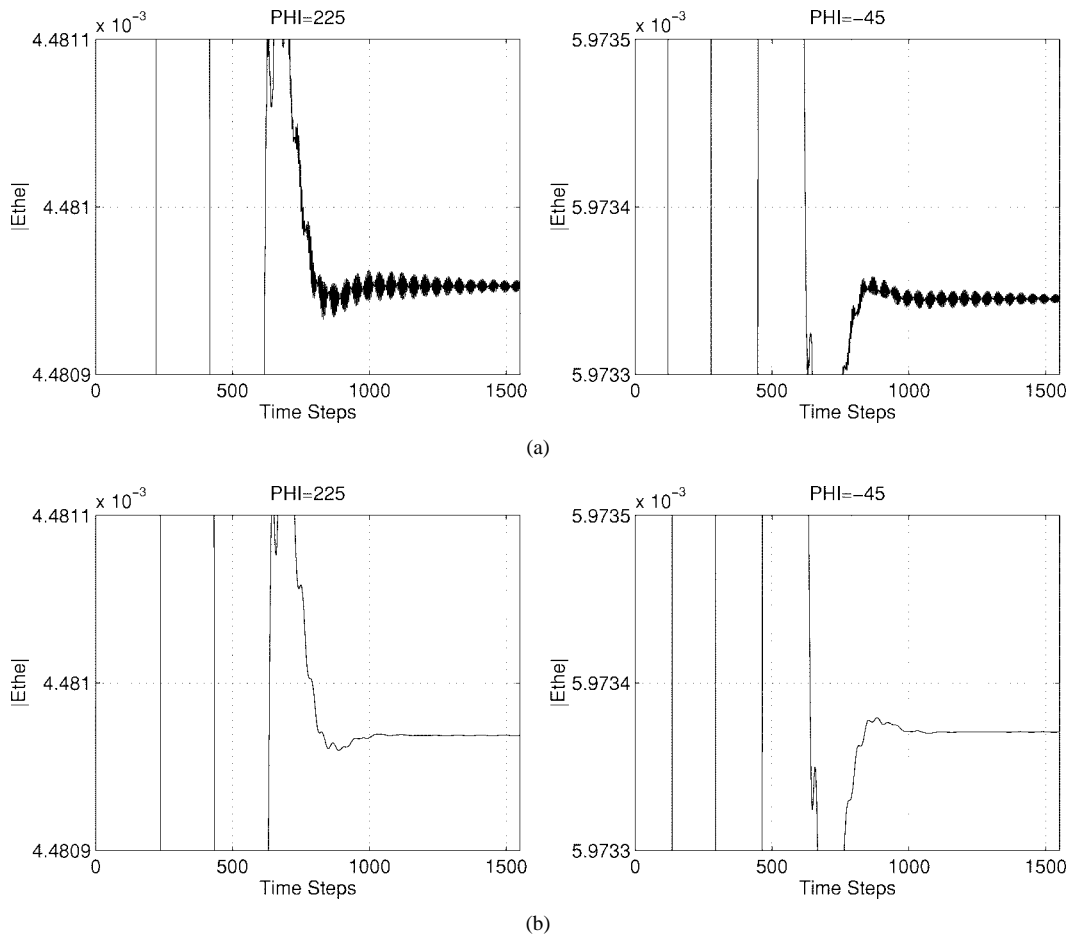 PHI=225
x 10⁻³
4.4811
4.481
4.4809
|Ethe|
0
500
1000
1500
Time Steps
PHI=−45
x 10⁻³
5.9735
5.9734
5.9733
|Ethe|
0
500
1000
1500
Time Steps
(a)
PHI=225
x 10⁻³
4.4811
4.481
4.4809
|Ethe|
0
500
1000
1500
Time Steps
PHI=−45
x 10⁻³
5.9735
5.9734
5.9733
|Ethe|
0
500
1000
1500
Time Steps
(b)